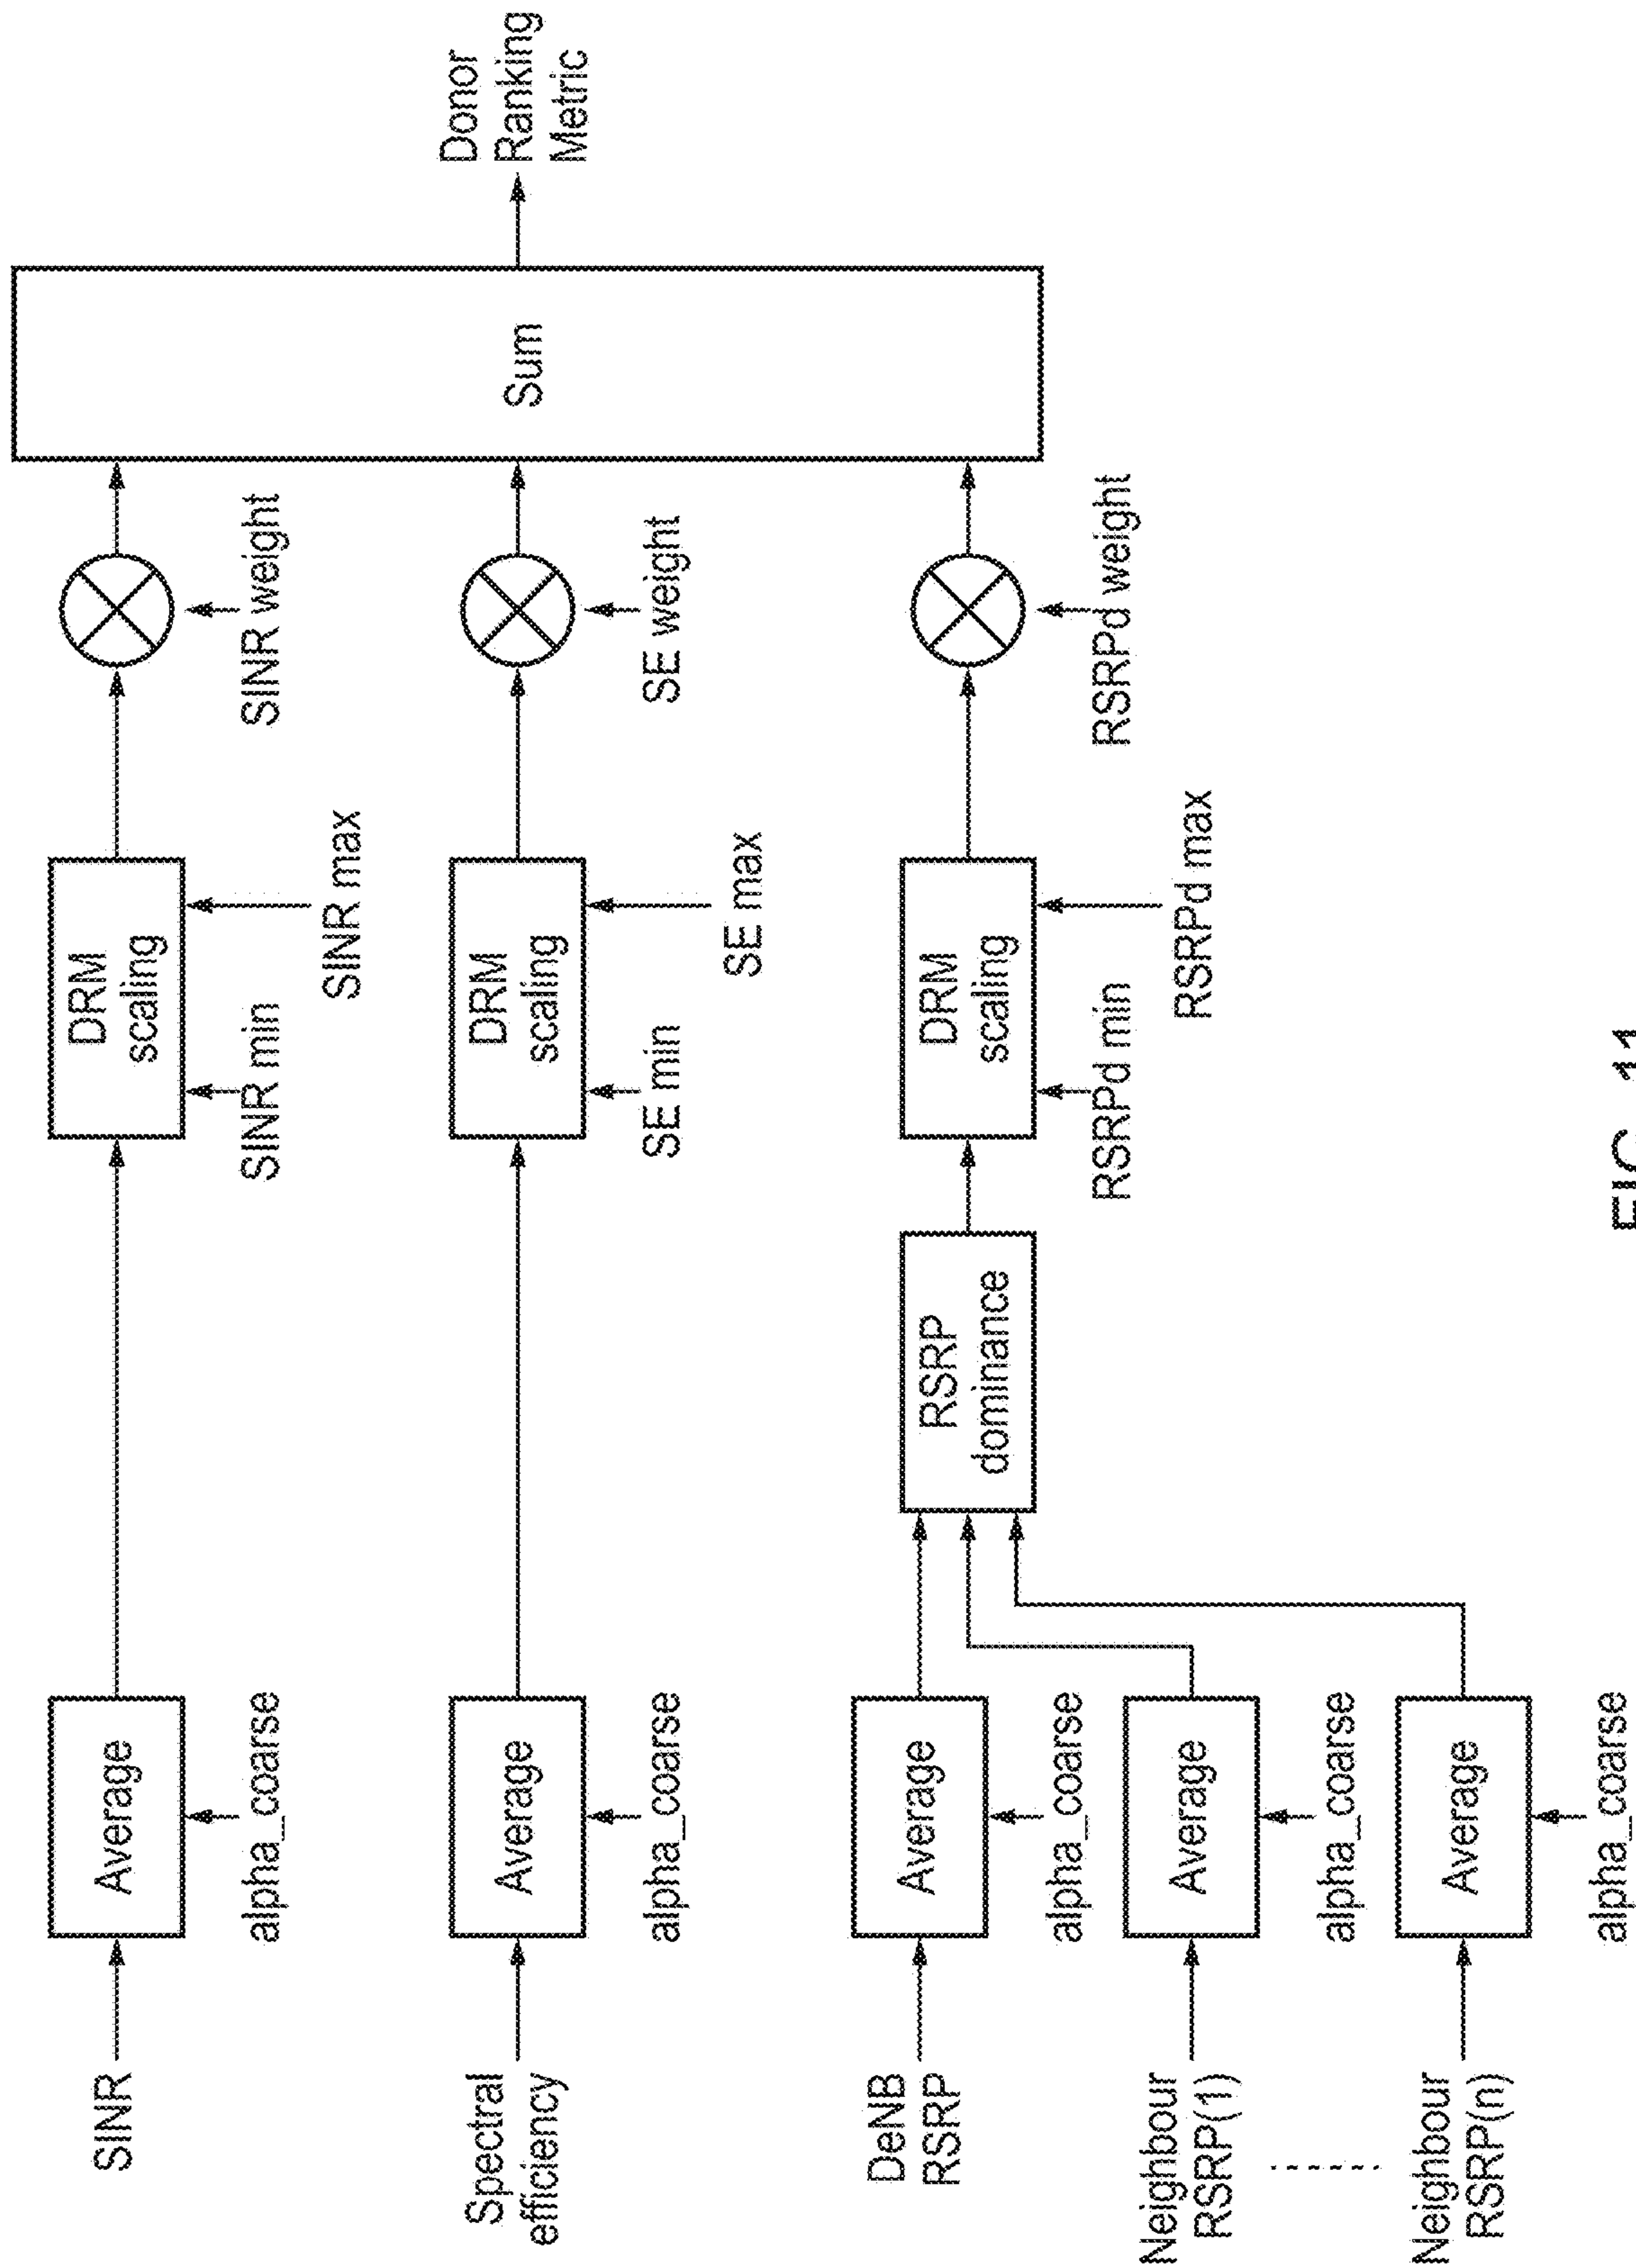 SINR
Average
alpha_coarse
DRM
scaling
SINR min
SINR max
SINR weight
Spectral
efficiency
Average
alpha_coarse
DRM
scaling
SE min
SE max
SE weight
Sum
Donor
Ranking
Metric
DeNB
RSRP
Average
alpha_coarse
Neighbour
RSRP(1)
Average
alpha_coarse
Neighbour
RSRP(n)
Average
alpha_coarse
RSRP
dominance
DRM
scaling
RSRPd min
RSRPd max
RSRPd weight
FIG. 11